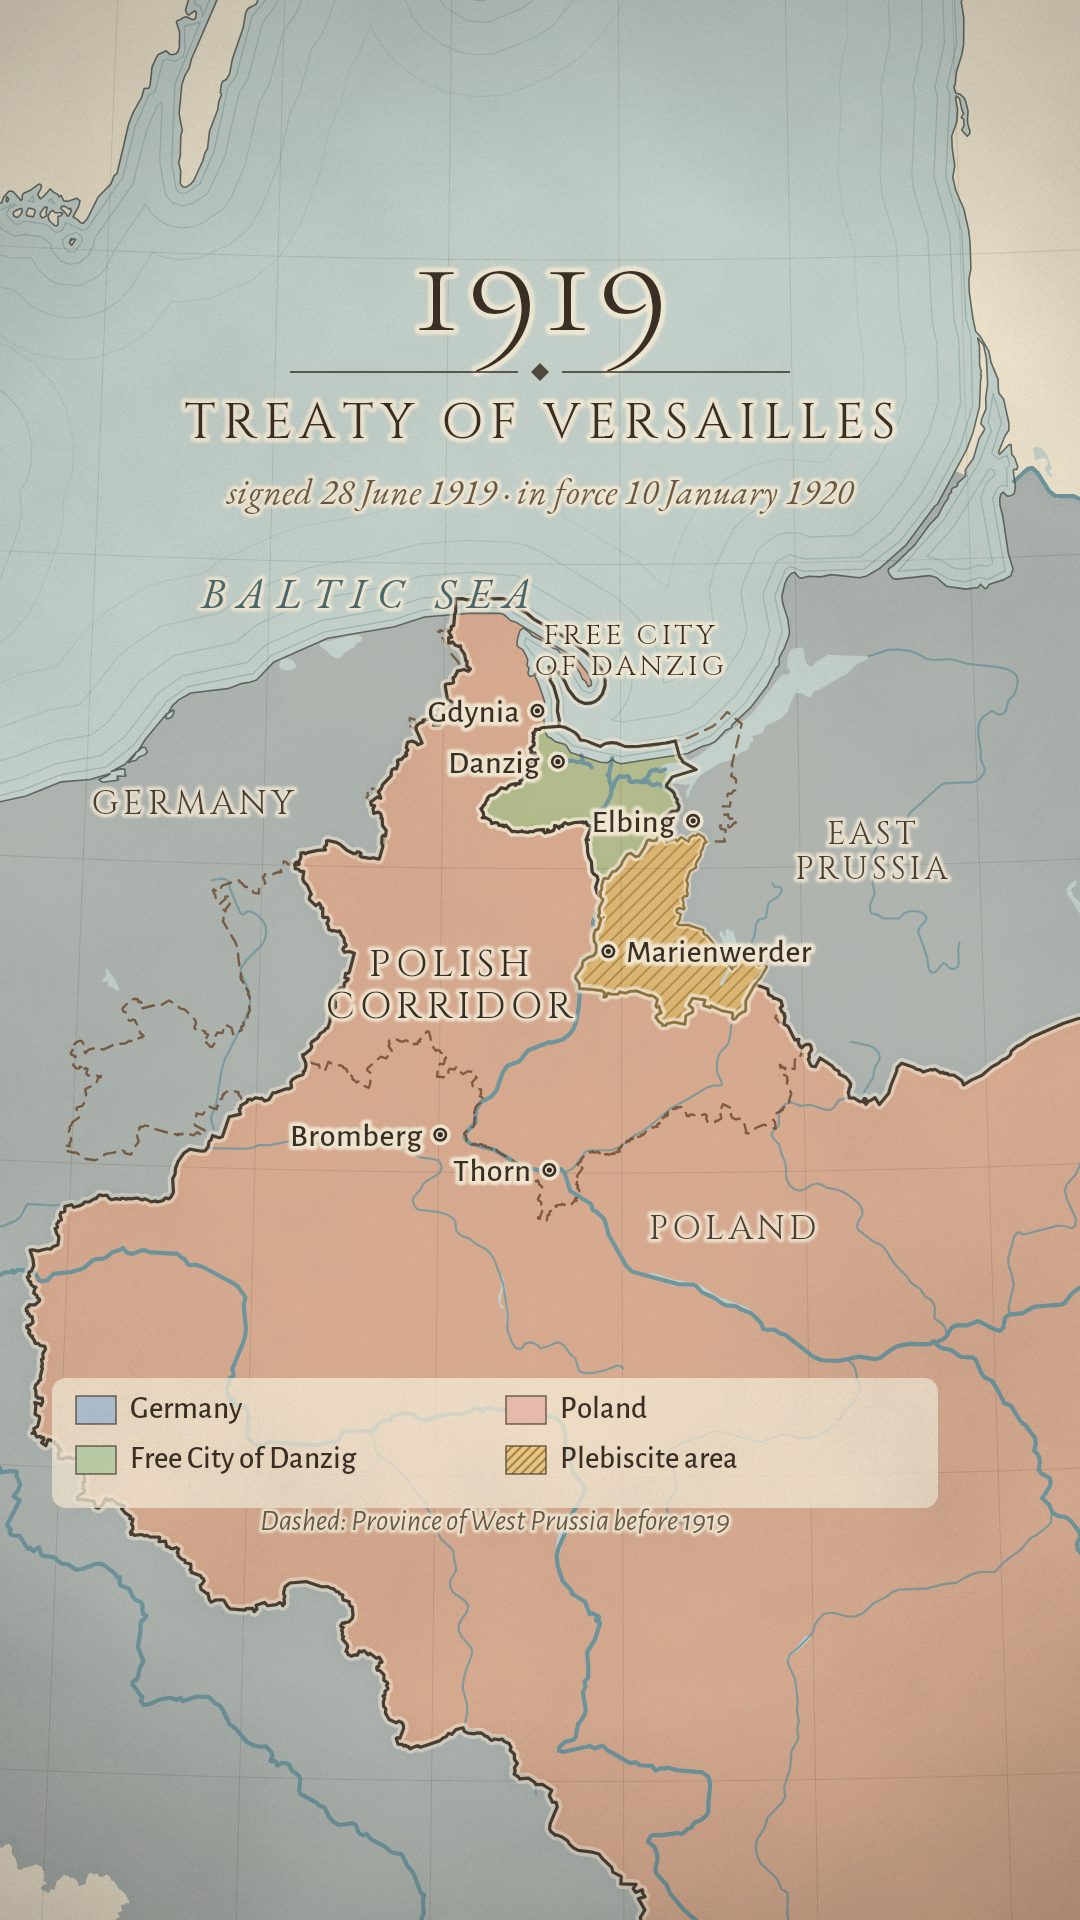 1919
TREATY OF VERSAILLES
signed 28 June 1919 · in force 10 January 1920
BALTIC SEA
FREE CITY
OF DANZIG
Gdynia
Danzig
GERMANY
Elbing
EAST
PRUSSIA
Marienwerder
POLISH
CORRIDOR
Bromberg
Thorn
POLAND
Germany
Poland
Free City of Danzig
Plebiscite area
Dashed: Province of West Prussia before 1919